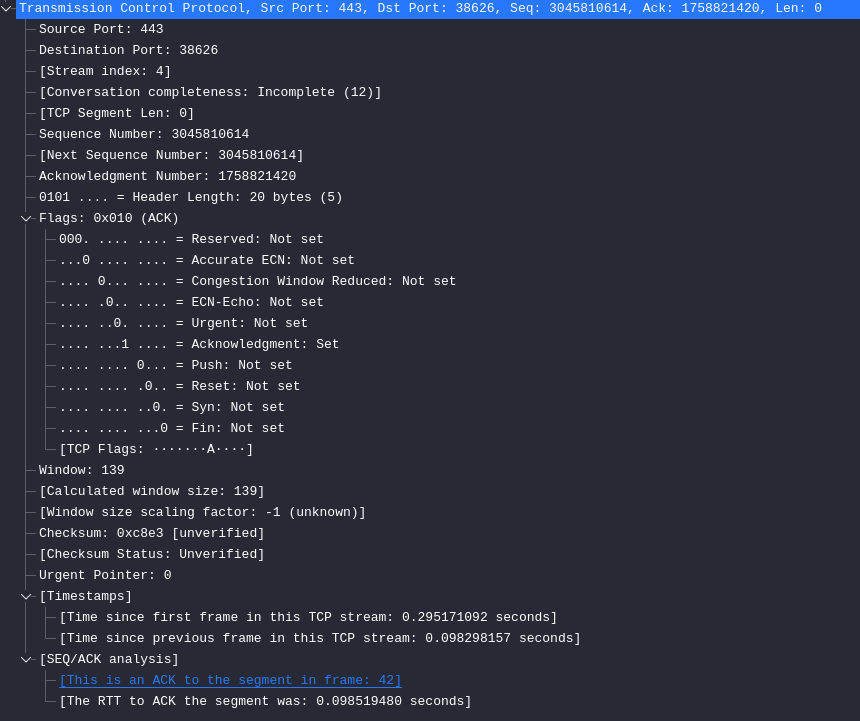 Transmission Control Protocol, Src Port: 443, Dst Port: 38626, Seq: 3045810614, Ack: 1758821420, Len: 0
Source Port: 443
Destination Port: 38626
[Stream index: 4]
[Conversation completeness: Incomplete (12)]
[TCP Segment Len: 0]
Sequence Number: 3045810614
[Next Sequence Number: 3045810614]
Acknowledgment Number: 1758821420
0101 .... = Header Length: 20 bytes (5)
Flags: 0x010 (ACK)
000. .... .... = Reserved: Not set
...0 .... .... = Accurate ECN: Not set
.... 0... .... = Congestion Window Reduced: Not set
.... .0.. .... = ECN-Echo: Not set
.... ..0. .... = Urgent: Not set
.... ...1 .... = Acknowledgment: Set
.... .... 0... = Push: Not set
.... .... .0.. = Reset: Not set
.... .... ..0. = Syn: Not set
.... .... ...0 = Fin: Not set
[TCP Flags: ·······A····]
Window: 139
[Calculated window size: 139]
[Window size scaling factor: -1 (unknown)]
Checksum: 0xc8e3 [unverified]
[Checksum Status: Unverified]
Urgent Pointer: 0
[Timestamps]
[Time since first frame in this TCP stream: 0.295171092 seconds]
[Time since previous frame in this TCP stream: 0.098298157 seconds]
[SEQ/ACK analysis]
[This is an ACK to the segment in frame: 42]
[The RTT to ACK the segment was: 0.098519480 seconds]